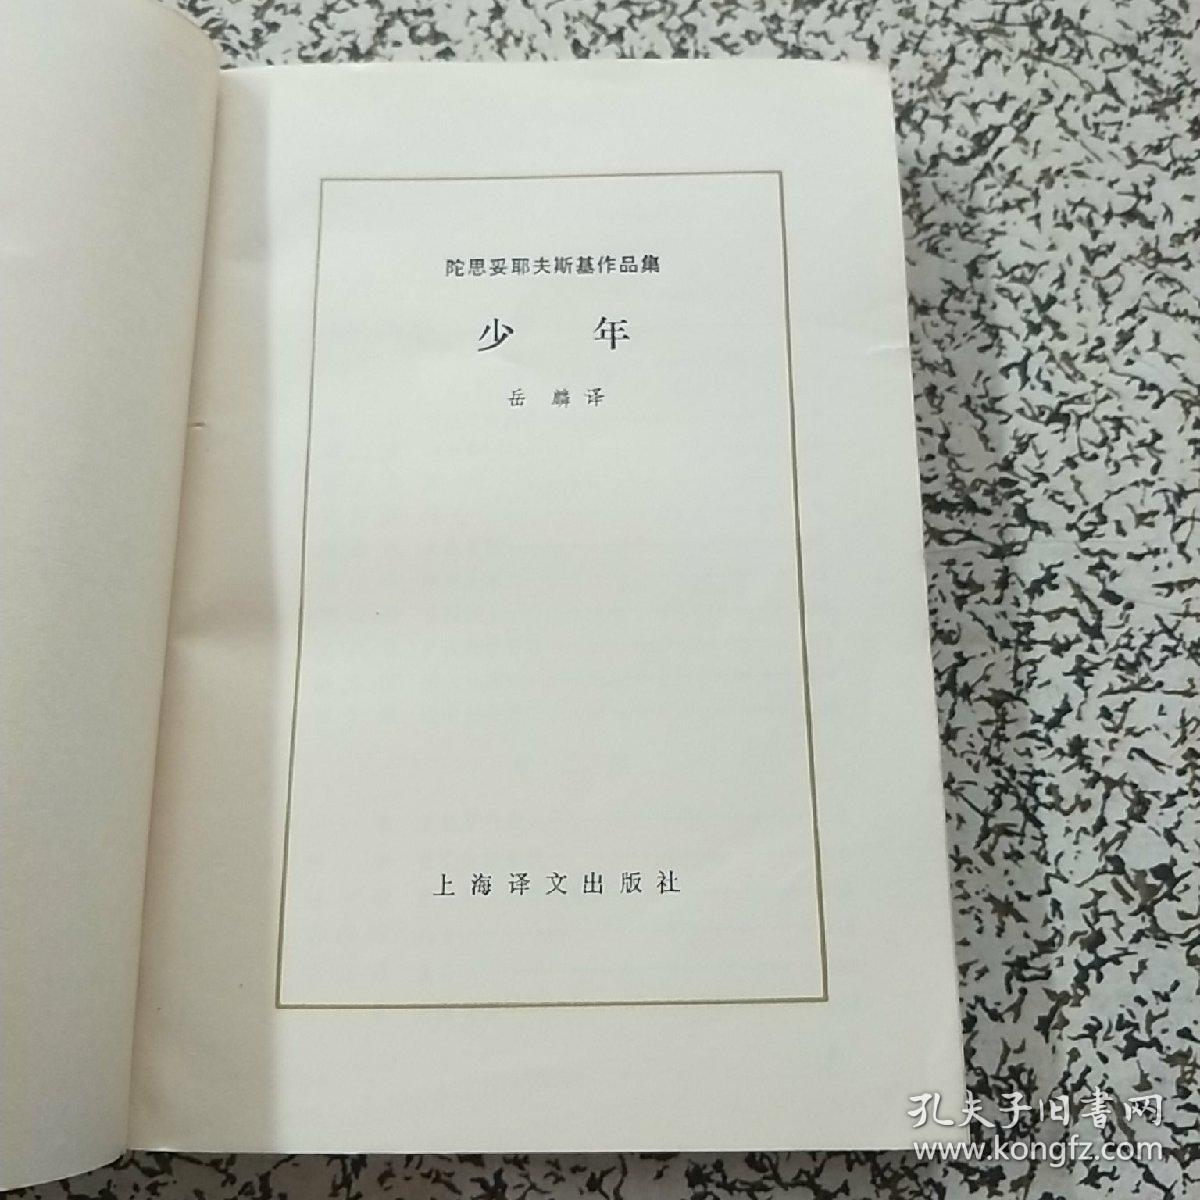 陀思妥耶夫斯基作品集
少年
岳麟译
上海译文出版社
孔夫子旧书网
www.kongfz.com